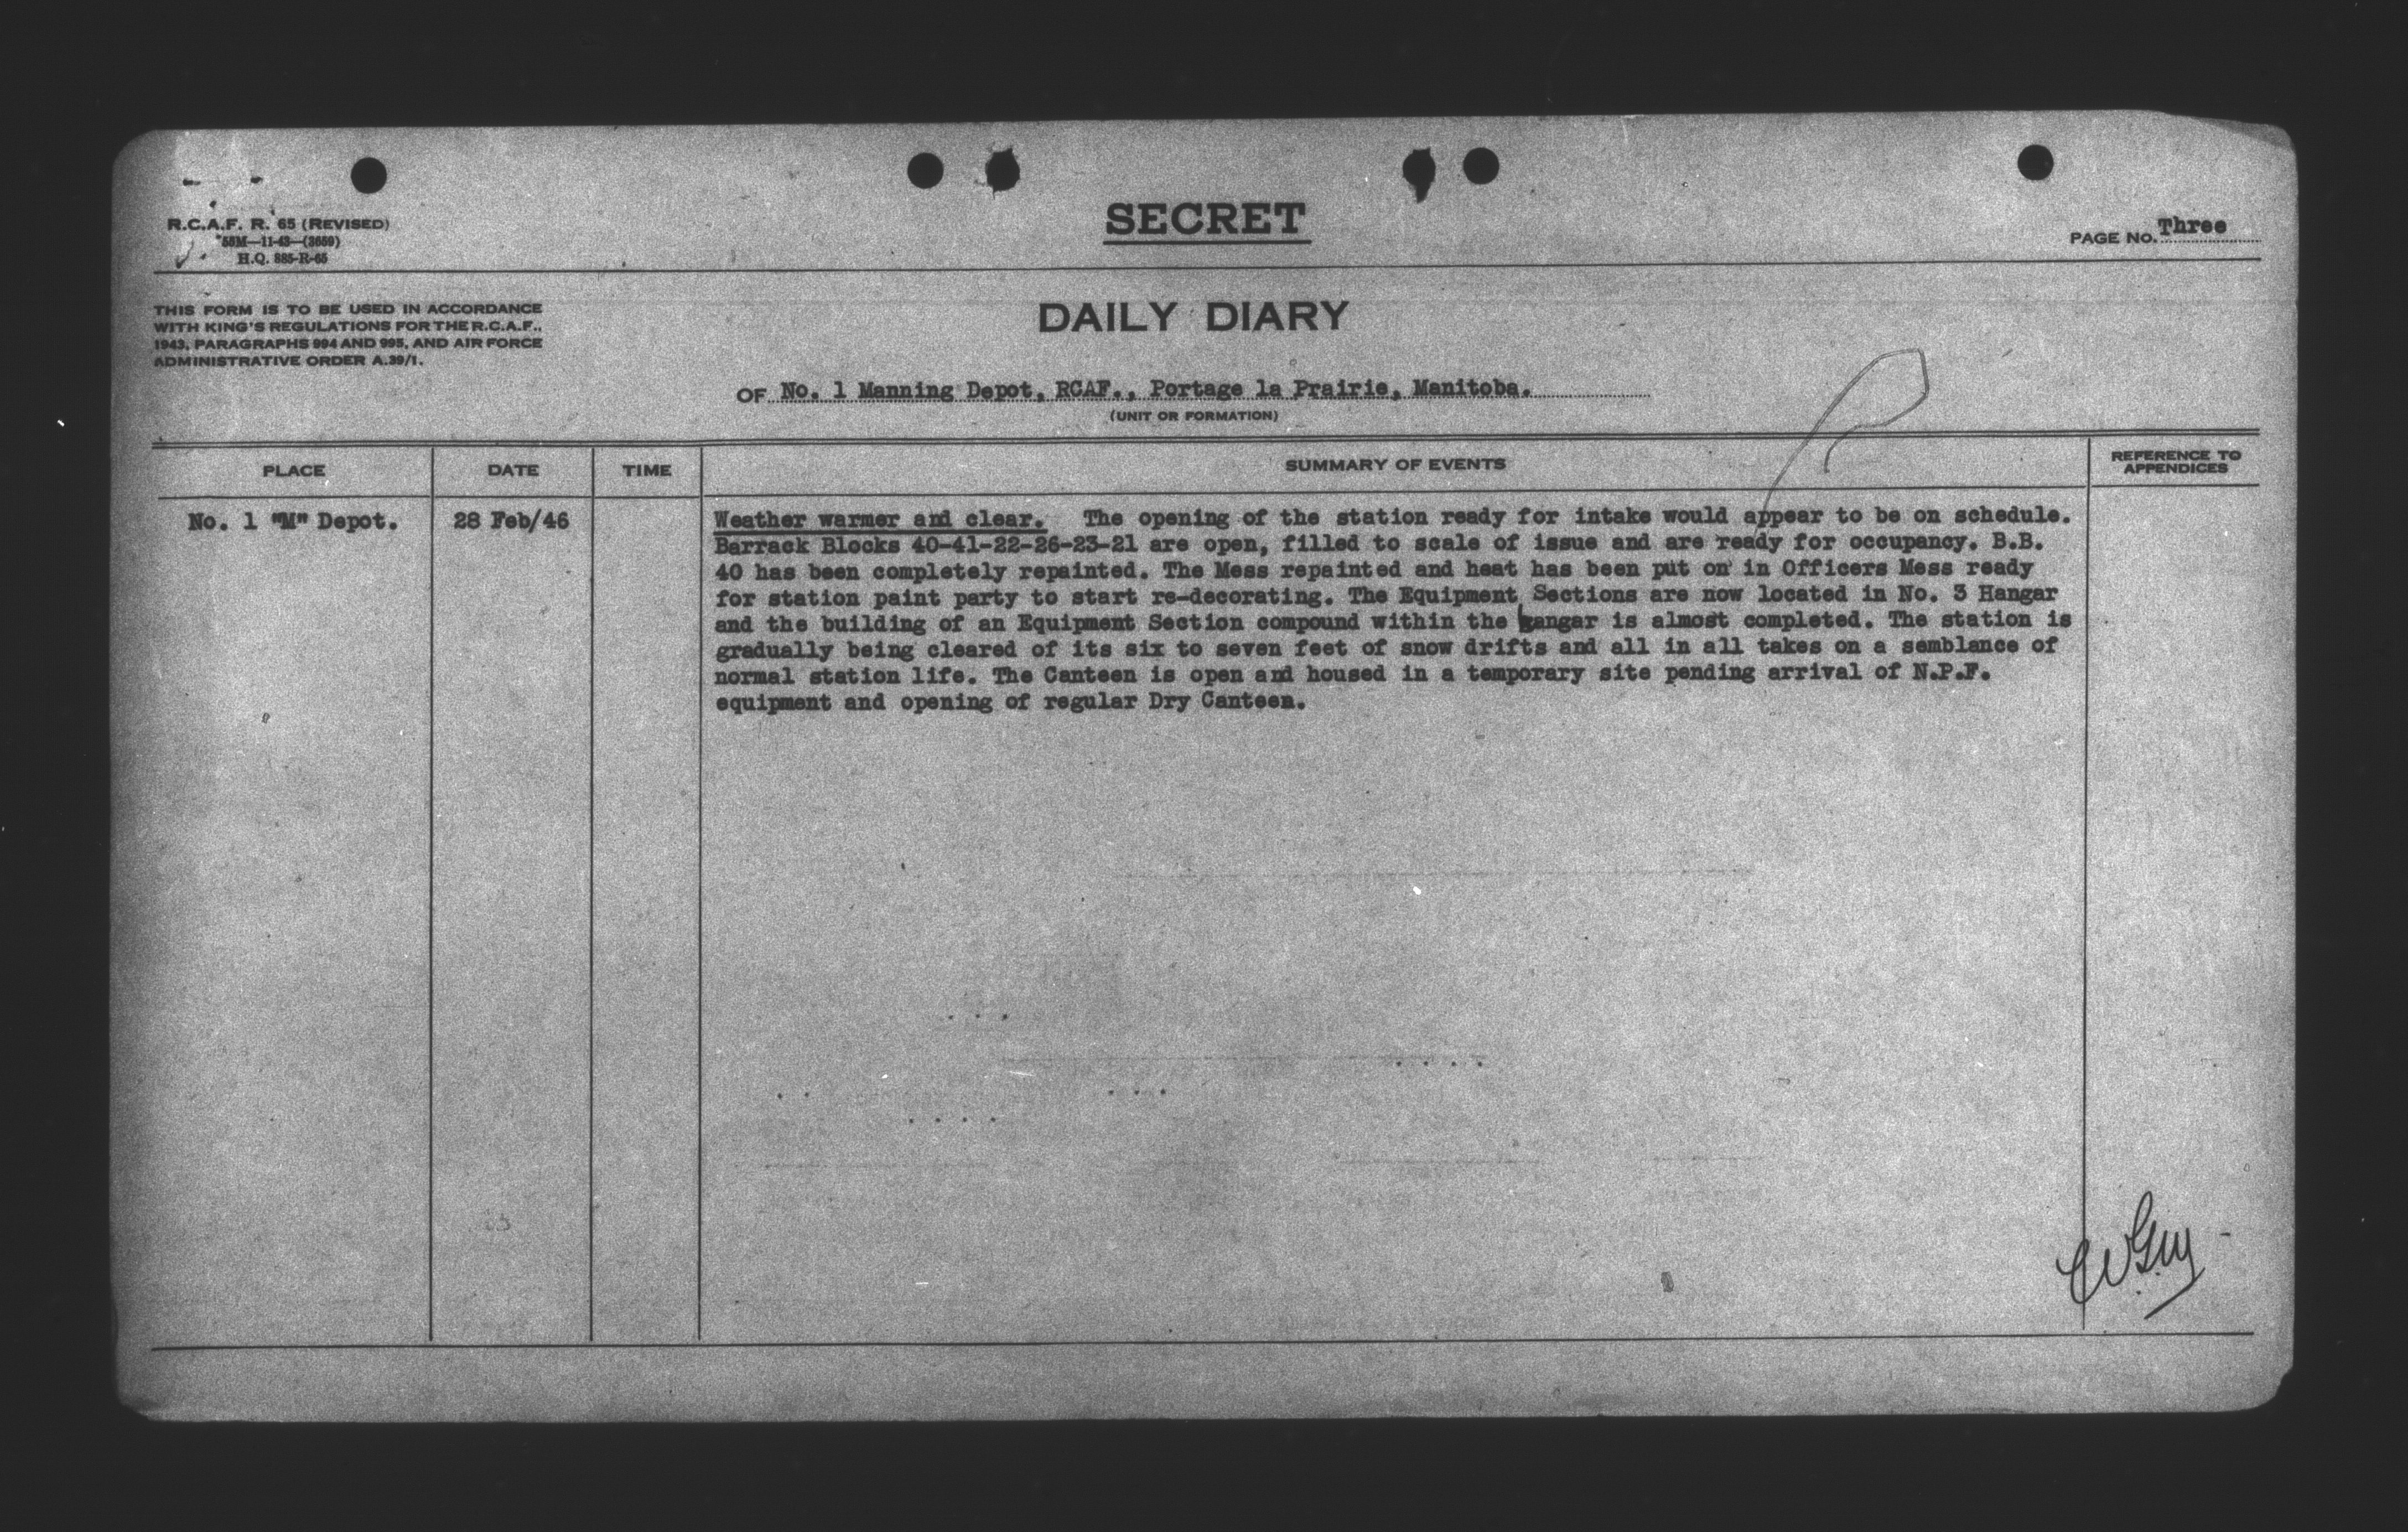 R.C.A.F. R. 65 (REVISED)
55M—11-43—(3659)
H.Q. 885-R-65
SECRET
PAGE NO. Three
THIS FORM IS TO BE USED IN ACCORDANCE
WITH KING'S REGULATIONS FOR THE R.C.A.F.,
1943, PARAGRAPHS 994 AND 995, AND AIR FORCE
ADMINISTRATIVE ORDER A.39/1.
DAILY DIARY
OF No. 1 Manning Depot, RCAF., Portage la Prairie, Manitoba.
(UNIT OR FORMATION)
PLACE DATE TIME SUMMARY OF EVENTS REFERENCE TO
APPENDICES
No. 1 "M" Depot. 28 Feb/46 Weather warmer and clear. The opening of the station ready for intake would appear to be on schedule.
Barrack Blocks 40-41-22-26-23-21 are open, filled to scale of issue and are ready for occupancy. B.B.
40 has been completely repainted. The Mess repainted and heat has been put on in Officers Mess ready
for station paint party to start re-decorating. The Equipment Sections are now located in No. 3 Hangar
and the building of an Equipment Section compound within the hangar is almost completed. The station is
gradually being cleared of its six to seven feet of snow drifts and all in all takes on a semblance of
normal station life. The Canteen is open and housed in a temporary site pending arrival of N.P.F.
equipment and opening of regular Dry Canteen.